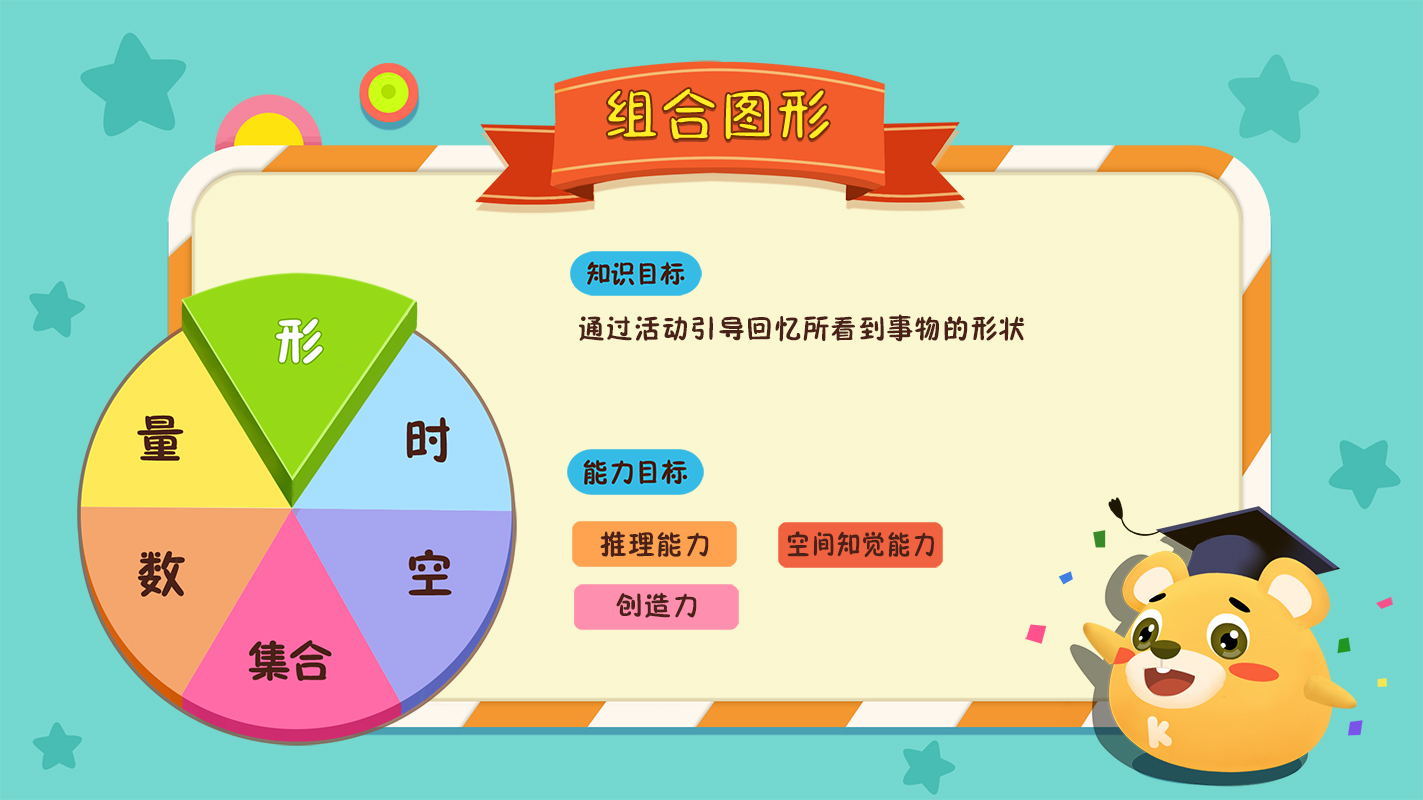 组合图形
知识目标
通过活动引导回忆所看到事物的形状
形
量
时
能力目标
推理能力
空间知觉能力
数
空
创造力
集合
K